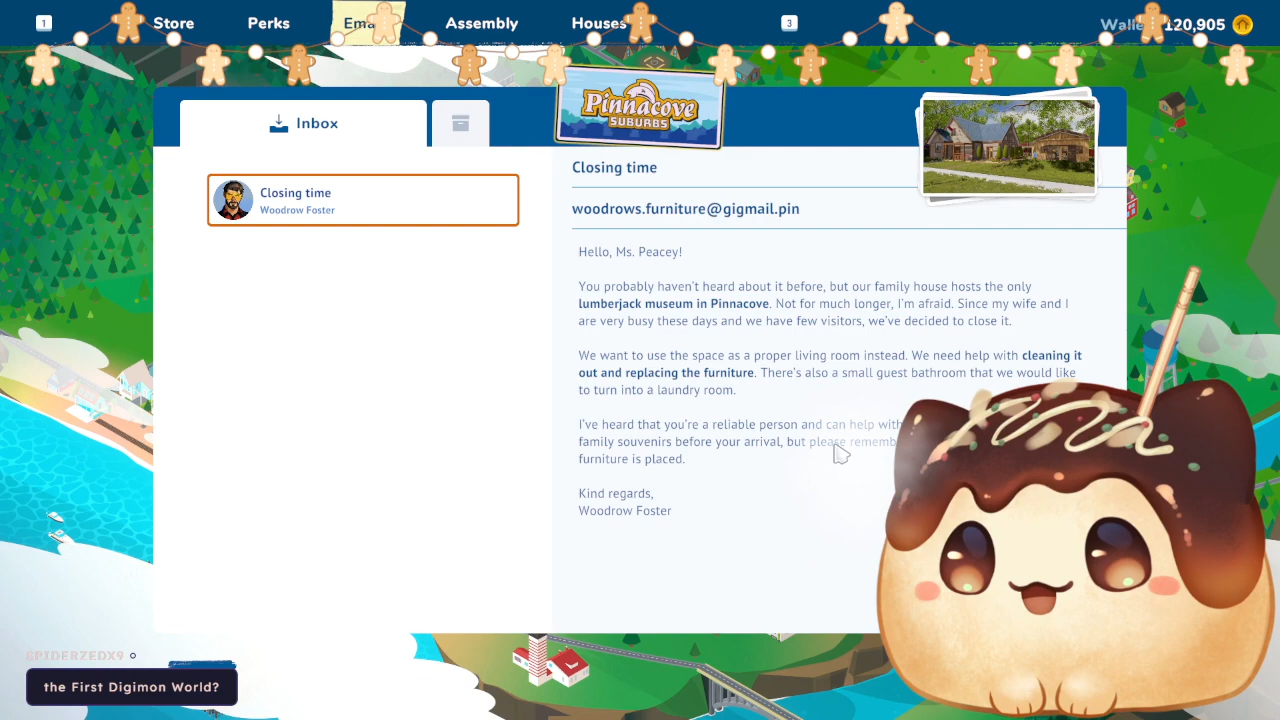 1 Store Perks Assembly Houses 3 120,905
Inbox
Pinnacove
SUBURBS
Closing time
Woodrow Foster
Closing time
woodrows.furniture@gigmail.pin
Hello, Ms. Peacey!
You probably haven't heard about it before, but our family house hosts the only
lumberjack museum in Pinnacove. Not for much longer, I'm afraid. Since my wife and I
are very busy these days and we have few visitors, we've decided to close it.
We want to use the space as a proper living room instead. We need help with cleaning it
out and replacing the furniture. There's also a small guest bathroom that we would like
to turn into a laundry room.
I've heard that you're a reliable person and can help with
family souvenirs before your arrival, but please
furniture is placed.
Kind regards,
Woodrow Foster
SPIDERZEDX9
the First Digimon World?